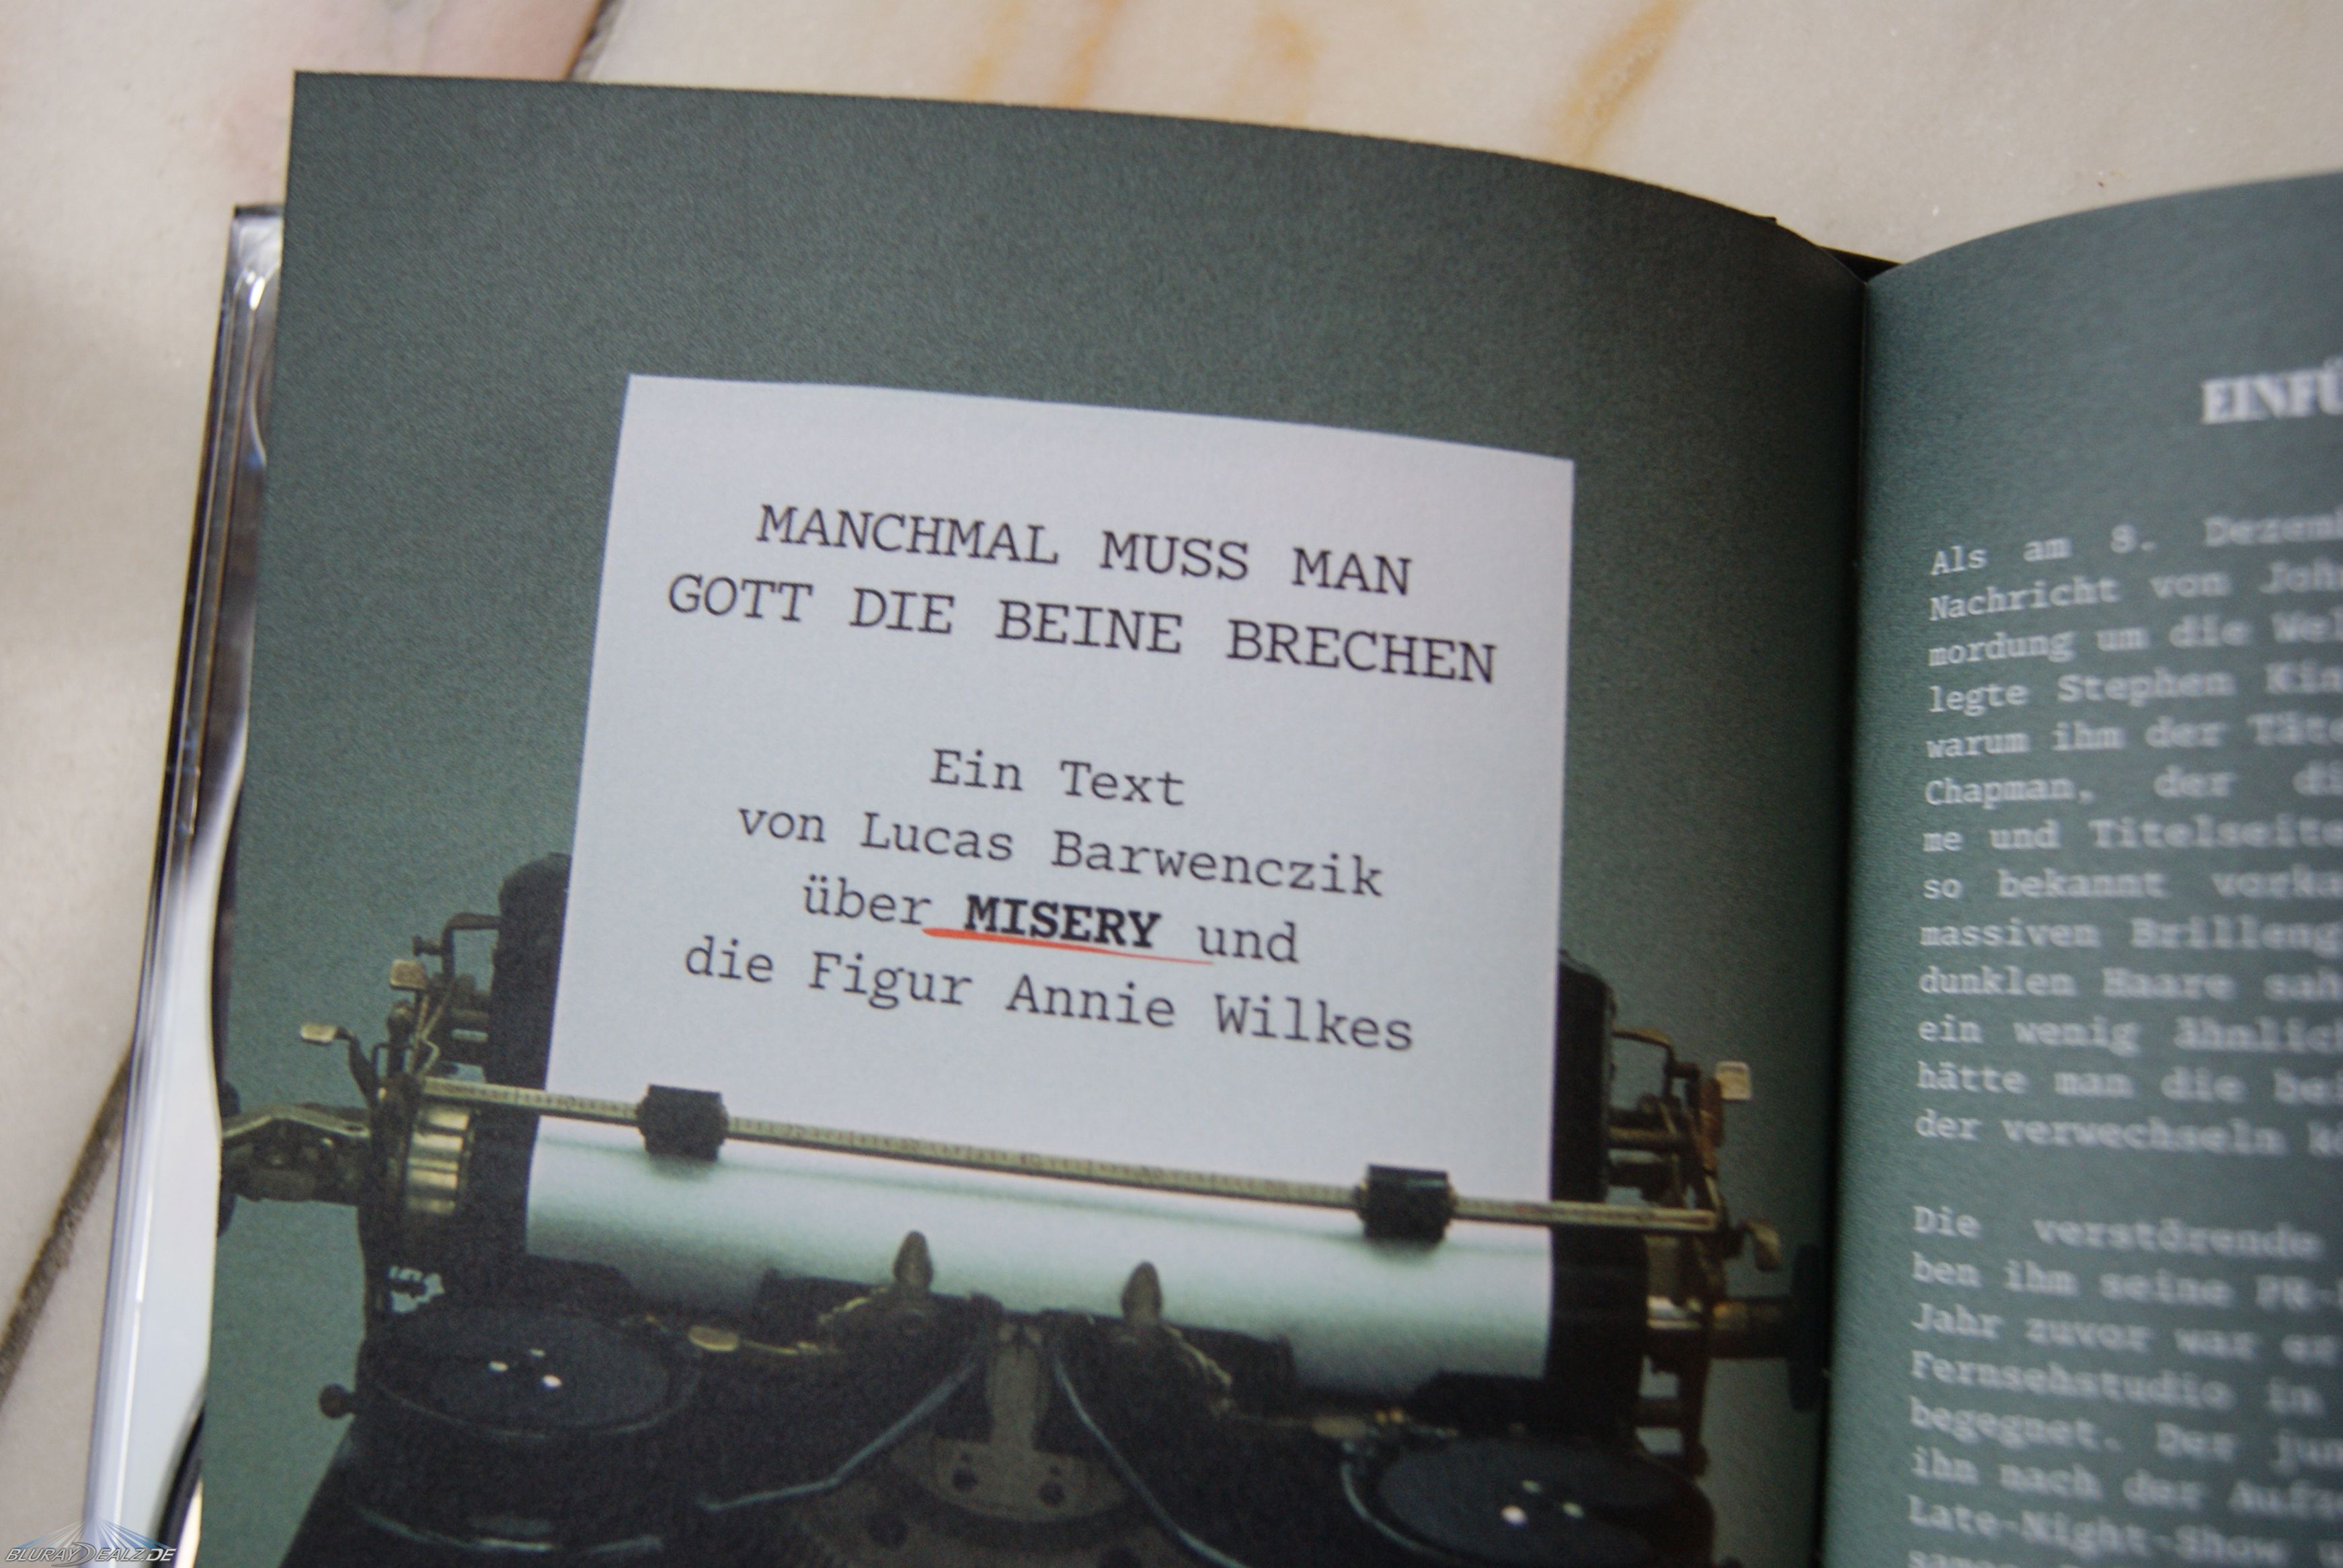 MANCHMAL MUSS MAN
GOTT DIE BEINE BRECHEN
Ein Text
von Lucas Barwenczik
über MISERY und
die Figur Annie Wilkes
Als am 8.
Nachricht von
mordung um die
legte Stephen
warum ihm der
Chapman, der
me und
so bekannt
massiven
dunklen Haare
ein wenig
hätte man die
der verwechseln
Die verstörende
ben ihm seine
Jahr zuvor war er
Fernsehstudio in
begegnet. Der
ihn nach der
Late-Night-Show
BLURAYDEALZ.DE